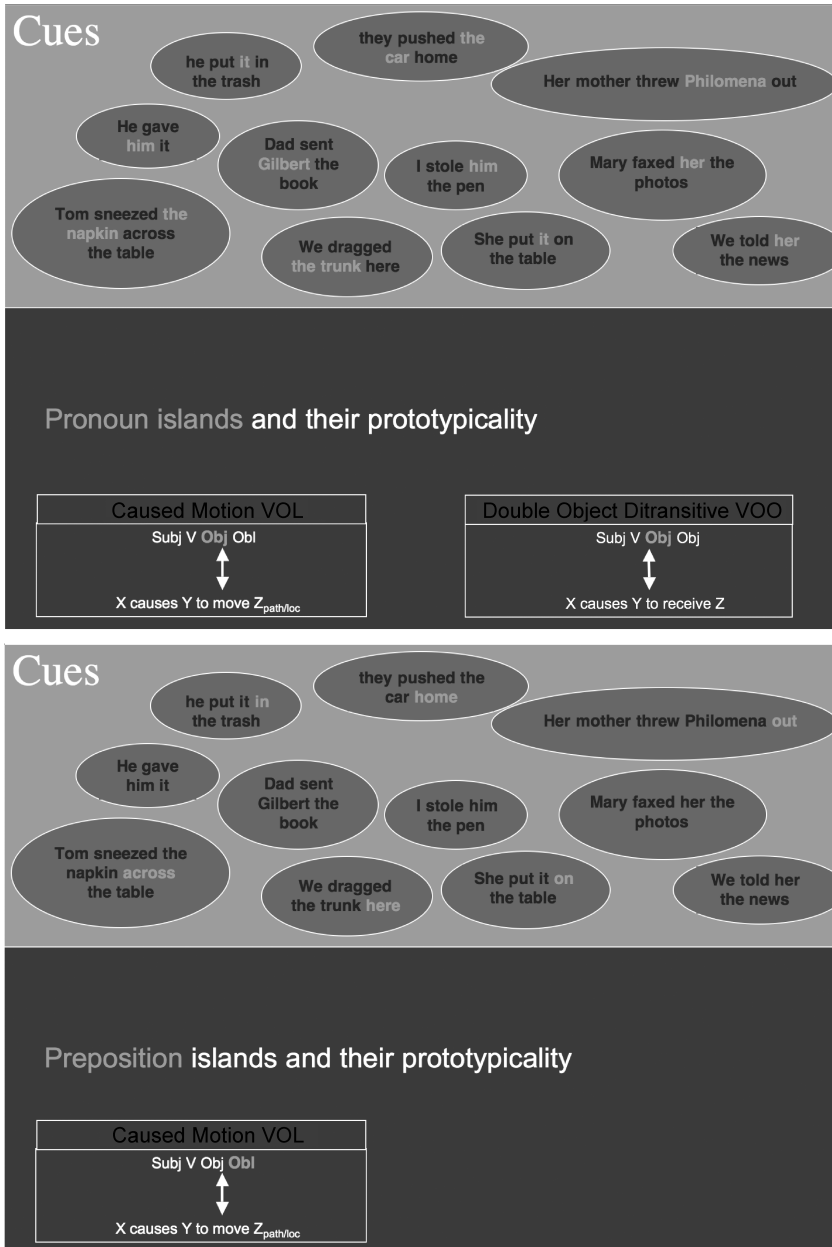 Cues
he put it in
the trash
they pushed the
car home
Her mother threw Philomena out
He gave
him it
Dad sent
Gilbert the
book
I stole him
the pen
Mary faxed her the
photos
Tom sneezed the
napkin across
the table
We dragged
the trunk here
She put it on
the table
We told her
the news
Pronoun islands and their prototypicality
Caused Motion VOL
Subj V Obj Obl
X causes Y to move Zpath/loc
Double Object Ditransitive VOO
Subj V Obj Obj
X causes Y to receive Z
Cues
he put it in
the trash
they pushed the
car home
Her mother threw Philomena out
He gave
him it
Dad sent
Gilbert the
book
I stole him
the pen
Mary faxed her the
photos
Tom sneezed the
napkin across
the table
We dragged
the trunk here
She put it on
the table
We told her
the news
Preposition islands and their prototypicality
Caused Motion VOL
Subj V Obj Obl
X causes Y to move Zpath/loc